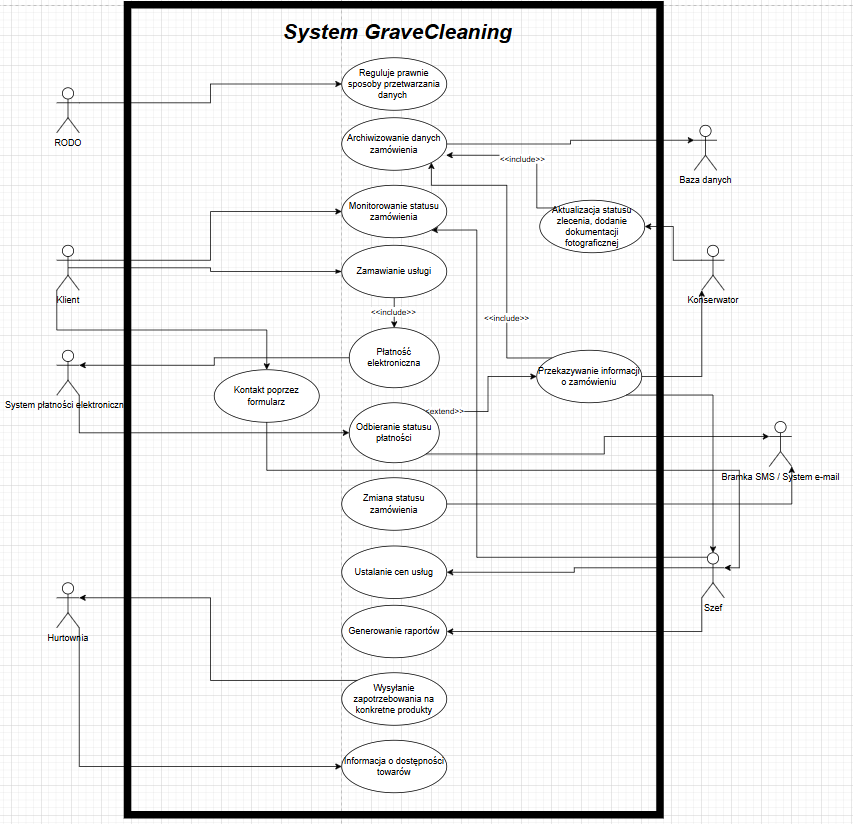 System GraveCleaning
Reguluje prawnie
sposoby przetwarzania
danych
RODO
Archiwizowanie danych
zamówienia
<<include>>
Baza danych
Monitorowanie statusu
zamówienia
Aktualizacja statusu
zlecenia, dodanie
dokumentacji
fotograficznej
Zamawianie usługi
Klient
Konserwator
<<include>>
<<include>>
Płatność
elektroniczna
Przekazywanie informacji
o zamówieniu
Kontakt poprzez
formularz
System płatności elektroniczn
<extend>>
Odbieranie statusu
płatności
Bramka SMS / System e-mail
Zmiana statusu
zamówienia
Ustalanie cen usług
Szef
Generowanie raportów
Hurtownia
Wysyłanie
zapotrzebowania na
konkretne produkty
Informacja o dostępności
towarów